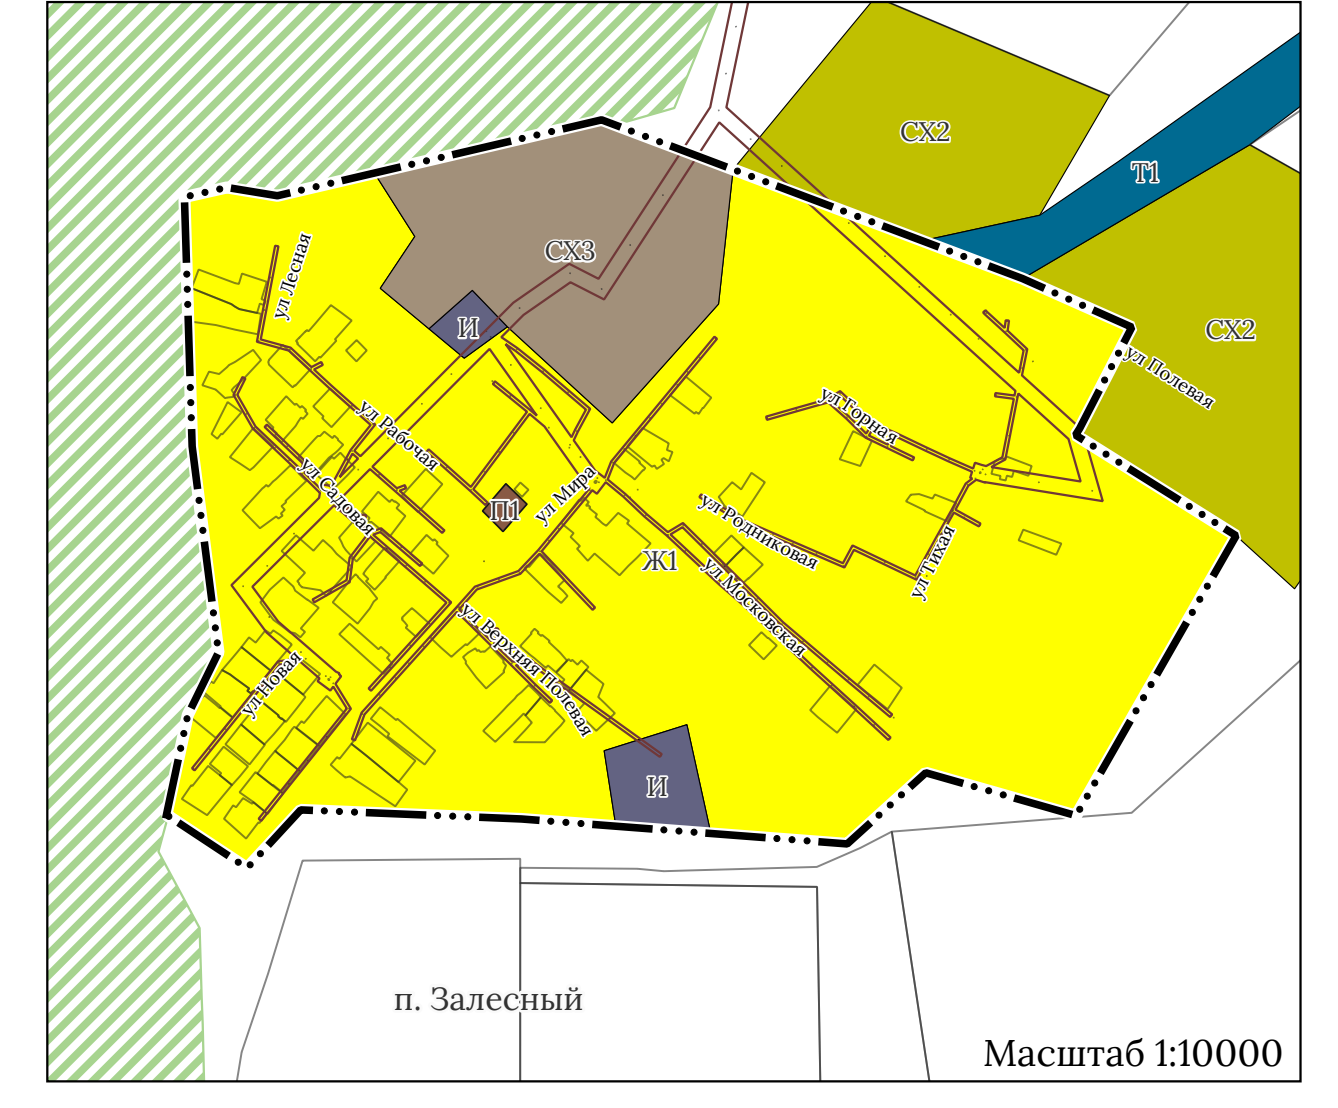 СХ2
Т1
СХ3
ул Лесная
И
СХ2
ул Полевая
ул Рабочая
ул Горная
ул Садовая
ул Мира
П1
ул Родниковая
Ж1
ул Тихая
ул Московская
ул Верхняя Полевая
ул Новая
И
п. Залесный
Масштаб 1:10000